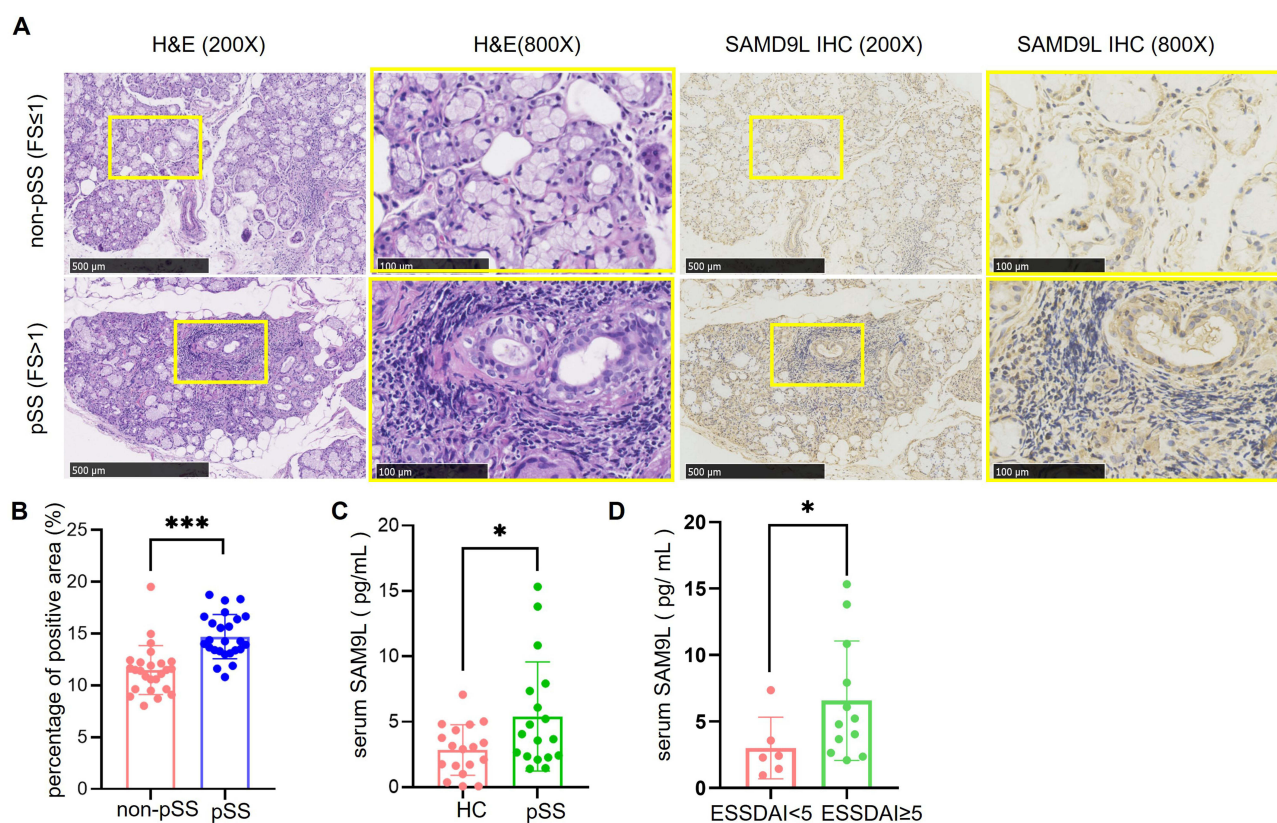 A
H&E (200X)
H&E(800X)
SAMD9L IHC (200X)
SAMD9L IHC (800X)
non-pSS (FS≤1)
500 µm
100 µm
500 µm
100 µm
pSS (FS>1)
500 µm
100 µm
500 µm
100 µm
B
percentage of positive area (%)
25
20
15
10
5
0
***
non-pSS
pSS
C
serum SAM9L ( pg/mL )
20
15
10
5
0
*
HC
pSS
D
serum SAM9L ( pg/ mL )
20
15
10
5
0
*
ESSDAI<5
ESSDAI≥5